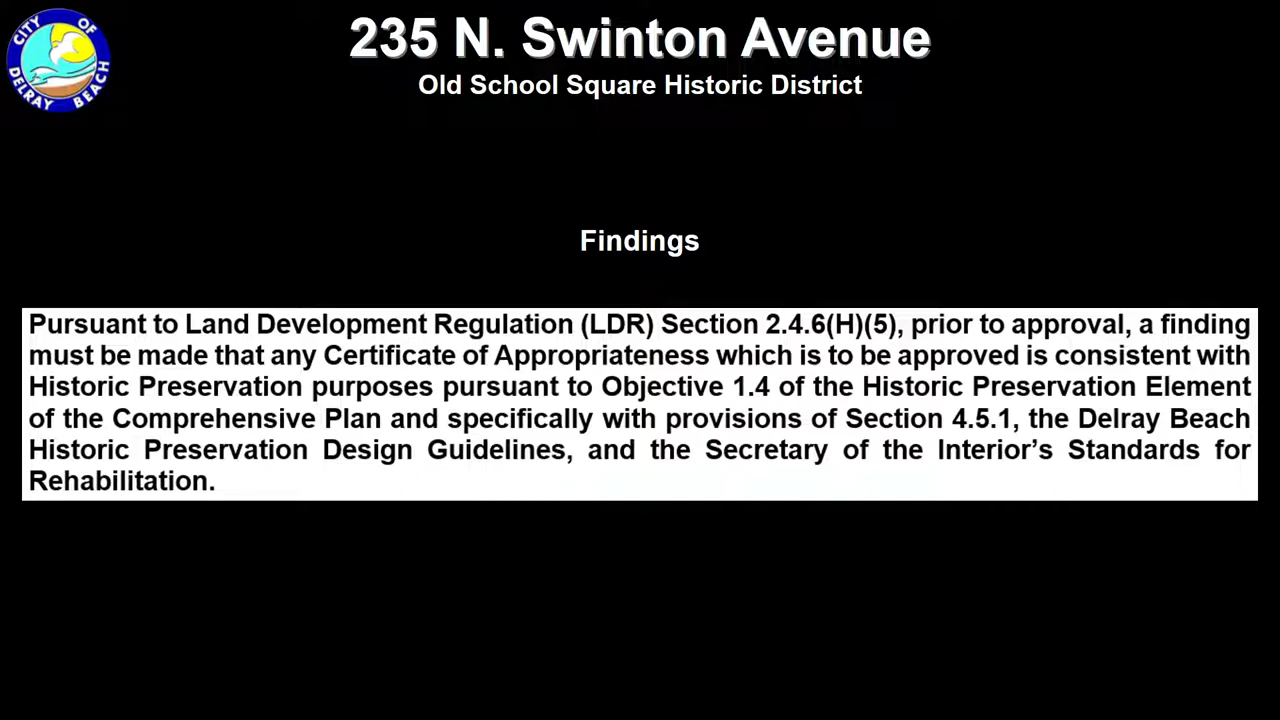 CITY OF
DELRAY BEACH
235 N. Swinton Avenue
Old School Square Historic District
Findings
Pursuant to Land Development Regulation (LDR) Section 2.4.6(H)(5), prior to approval, a finding
must be made that any Certificate of Appropriateness which is to be approved is consistent with
Historic Preservation purposes pursuant to Objective 1.4 of the Historic Preservation Element
of the Comprehensive Plan and specifically with provisions of Section 4.5.1, the Delray Beach
Historic Preservation Design Guidelines, and the Secretary of the Interior’s Standards for
Rehabilitation.